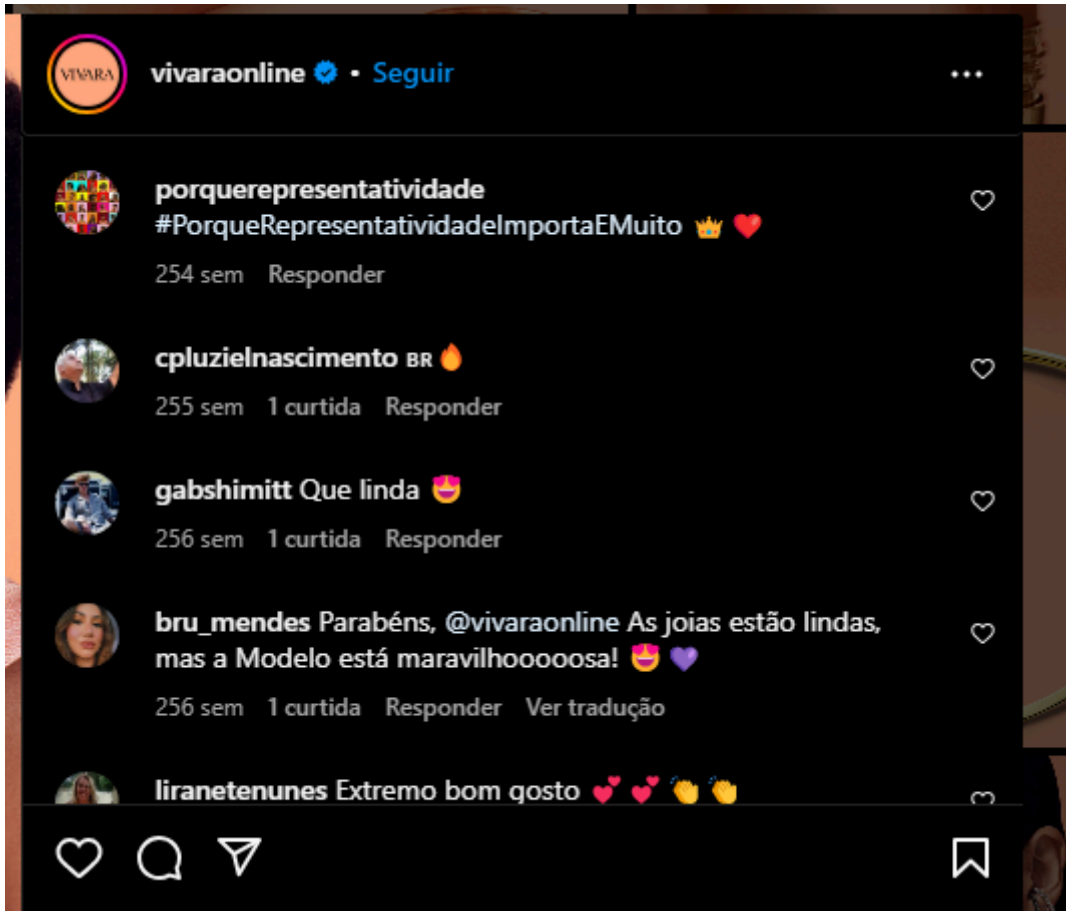 VIVARA
vivaraonline • Seguir
porquerepresentatividade
#PorqueRepresentatividadeImportaEMuito 👑 ❤️
254 sem Responder
cpluzielnascimento BR 🔥
255 sem 1 curtida Responder
gabshimitt Que linda 😍
256 sem 1 curtida Responder
bru_mendes Parabéns, @vivaraonline As joias estão lindas,
mas a Modelo está maravilhooooosa! 😍 💜
256 sem 1 curtida Responder Ver tradução
liranetenunes Extremo bom gosto 💕 💕 👏 👏